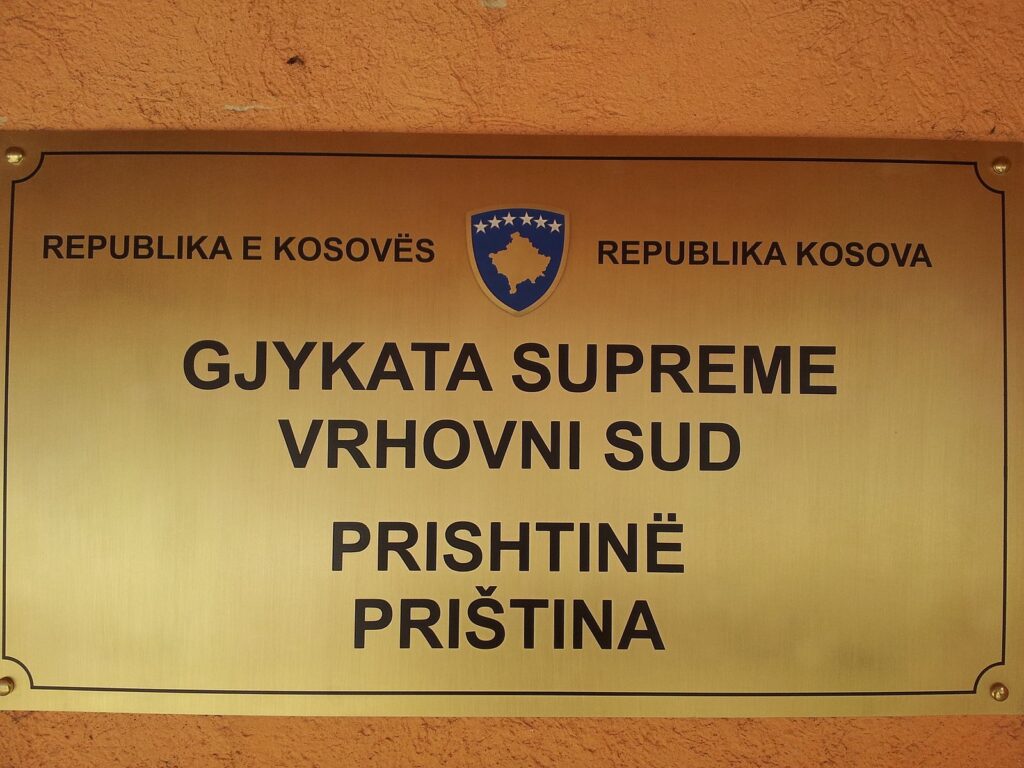 REPUBLIKA E KOSOVËS REPUBLIKA KOSOVA
GJYKATA SUPREME
VRHOVNI SUD
PRISHTINË
PRIŠTINA